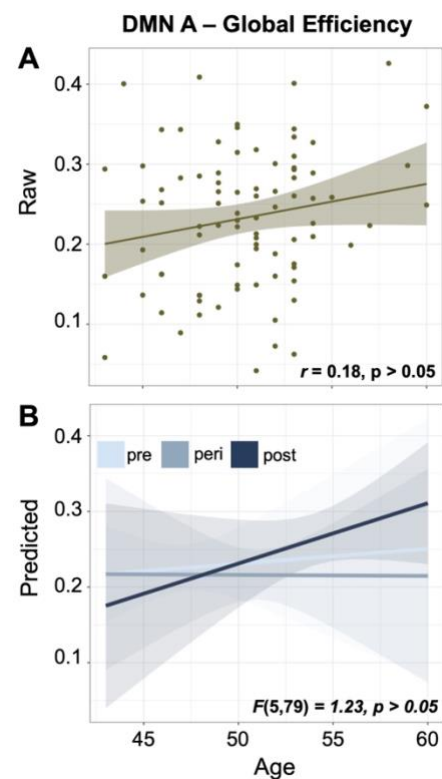 DMN A – Global Efficiency
A
Raw
0.4
0.3
0.2
0.1
r = 0.18, p > 0.05
B
Predicted
0.4
0.3
0.2
0.1
pre peri post
F(5,79) = 1.23, p > 0.05
45 50 55 60
Age